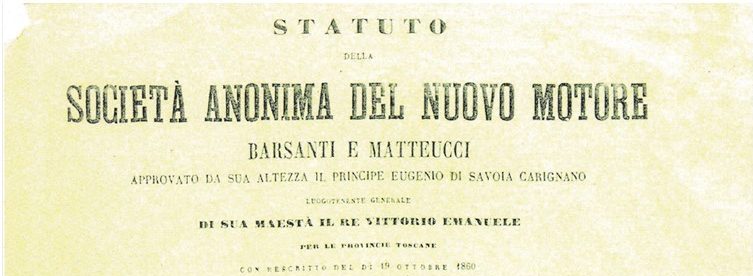 STATUTO
DELLA
SOCIETÀ ANONIMA DEL NUOVO MOTORE
BARSANTI E MATTEUCCI
APPROVATO DA SUA ALTEZZA IL PRINCIPE EUGENIO DI SAVOIA CARIGNANO
LUOGOTENENTE GENERALE
DI SUA MAESTÀ IL RE VITTORIO EMANUELE
PER LE PROVINCIE TOSCANE
CON RESCRITTO DEL DÌ 19 OTTOBRE 1860